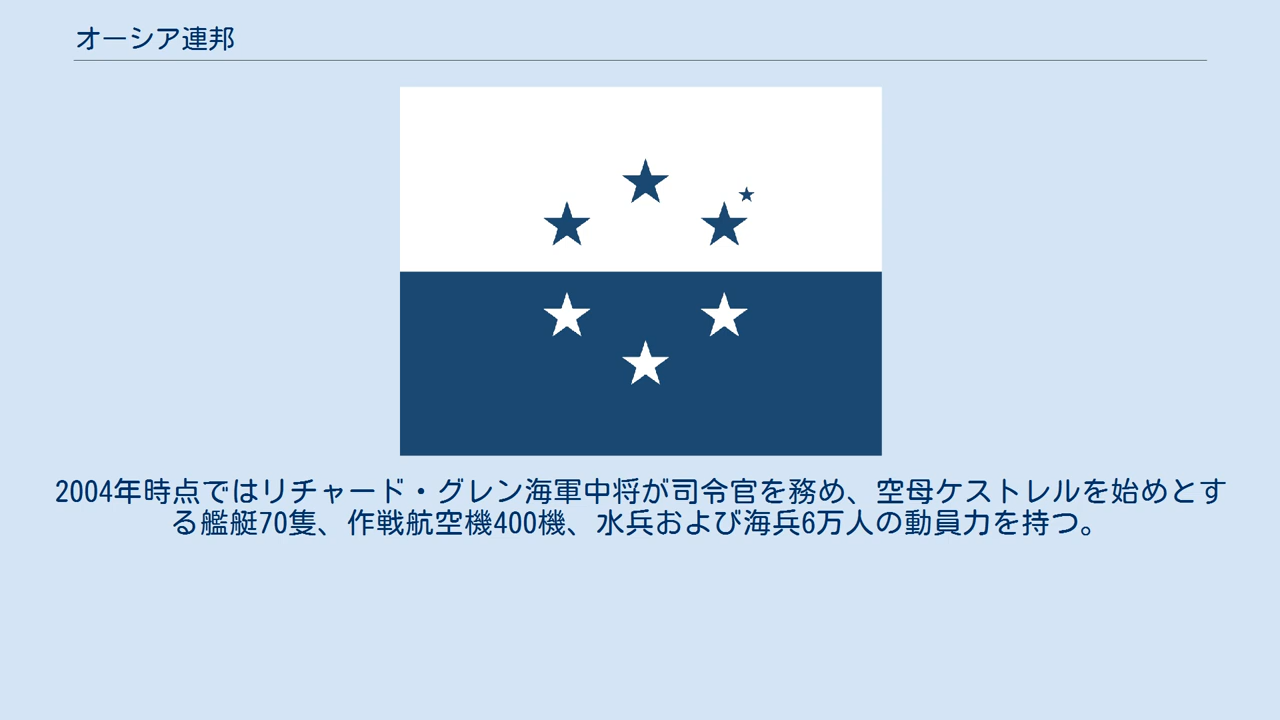 オーシア連邦
2004年時点ではリチャード・グレン海軍中将が司令官を務め、空母ケストレルを始めとす
る艦艇70隻、作戦航空機400機、水兵および海兵6万人の動員力を持つ。